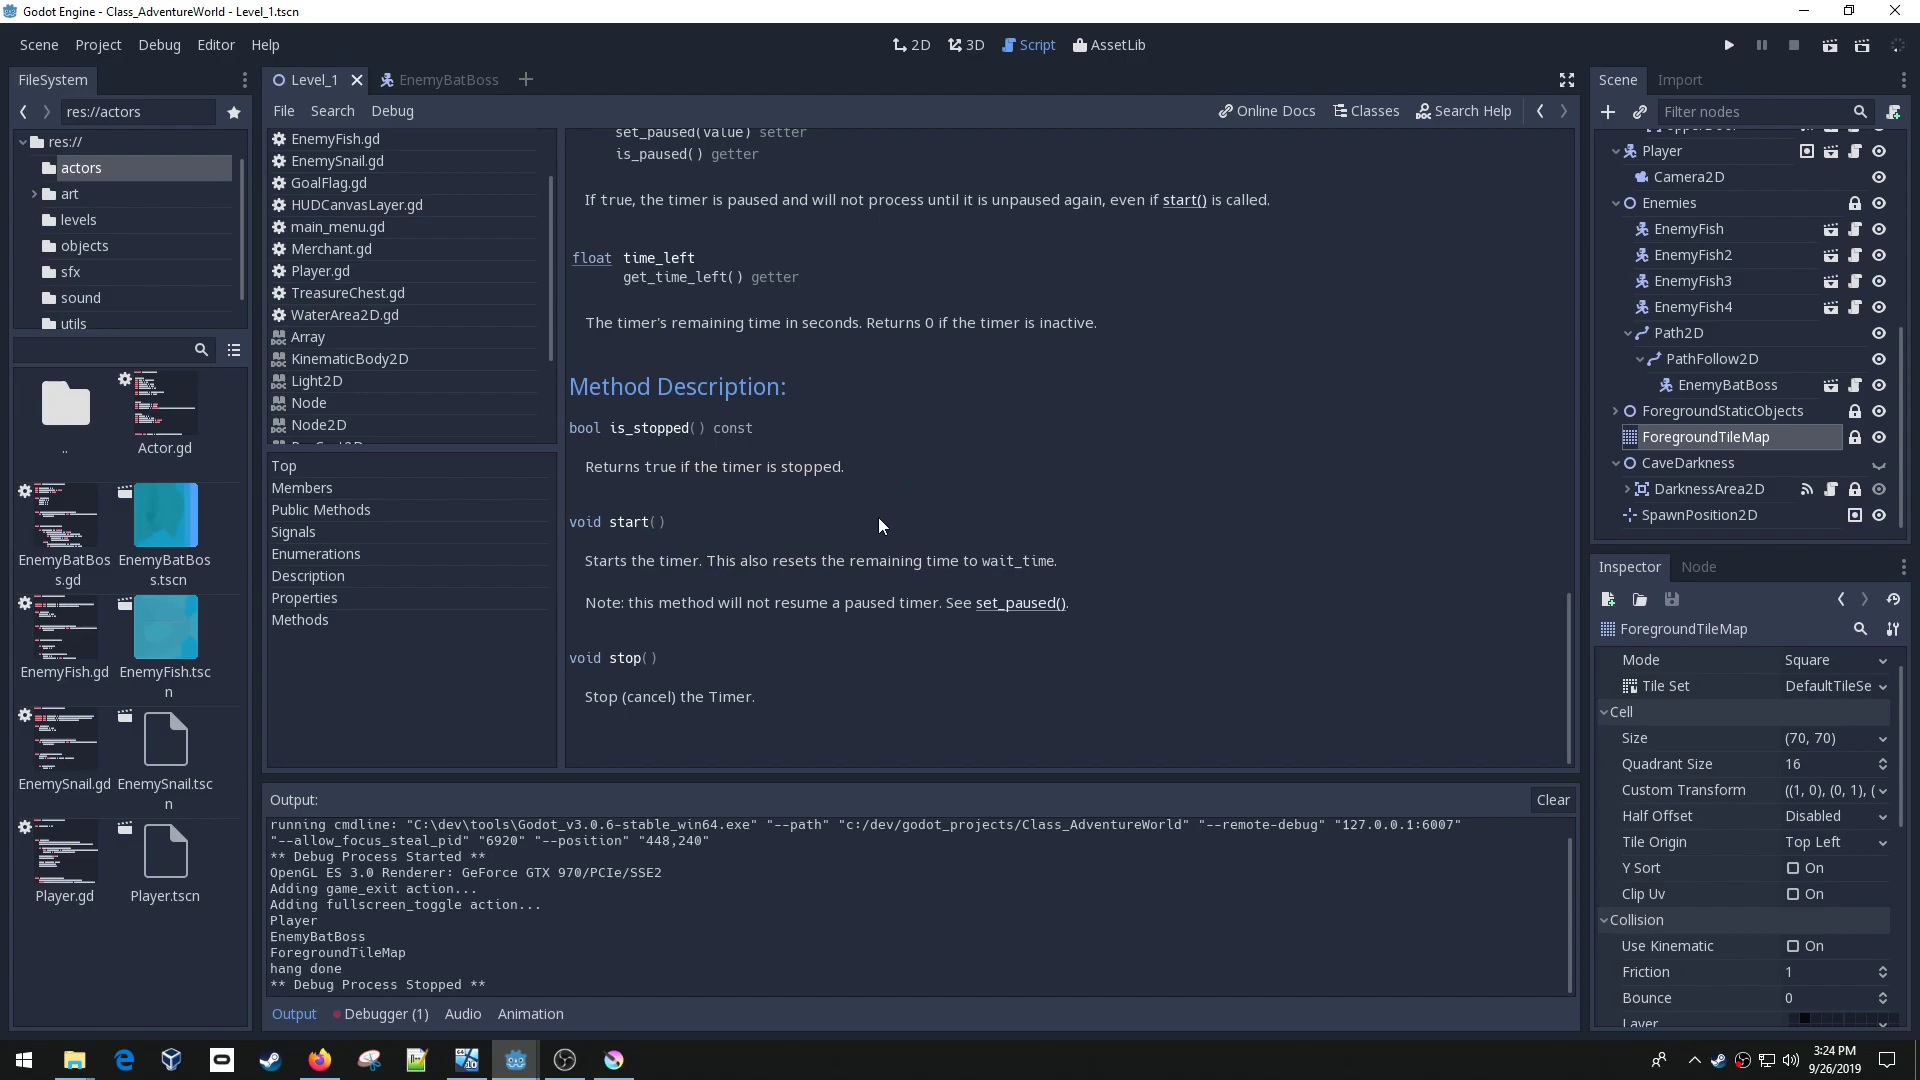 Godot Engine - Class_AdventureWorld - Level_1.tscn
Scene Project Debug Editor Help
2D 3D Script AssetLib
FileSystem
res://actors
res://
actors
art
levels
objects
sfx
sound
utils
..
Actor.gd
EnemyBatBos
s.gd
EnemyBatBos
s.tscn
EnemyFish.gd
EnemyFish.tsc
n
EnemySnail.gd
EnemySnail.tsc
n
Player.gd
Player.tscn
Level_1
EnemyBatBoss
File Search Debug
Online Docs Classes Search Help
EnemyFish.gd
EnemySnail.gd
GoalFlag.gd
HUDCanvasLayer.gd
main_menu.gd
Merchant.gd
Player.gd
TreasureChest.gd
WaterArea2D.gd
Array
KinematicBody2D
Light2D
Node
Node2D
Top
Members
Public Methods
Signals
Enumerations
Description
Properties
Methods
set_paused(value) setter
is_paused() getter
If true, the timer is paused and will not process until it is unpaused again, even if start() is called.
float time_left
get_time_left() getter
The timer's remaining time in seconds. Returns 0 if the timer is inactive.
Method Description:
bool is_stopped() const
Returns true if the timer is stopped.
void start()
Starts the timer. This also resets the remaining time to wait_time.
Note: this method will not resume a paused timer. See set_paused().
void stop()
Stop (cancel) the Timer.
Output:
Clear
running cmdline: "C:\dev\tools\Godot_v3.0.6-stable_win64.exe" "--path" "c:/dev/godot_projects/Class_AdventureWorld" "--remote-debug" "127.0.0.1:6007"
"--allow_focus_steal_pid" "6920" "--position" "448,240"
** Debug Process Started **
OpenGL ES 3.0 Renderer: GeForce GTX 970/PCIe/SSE2
Adding game_exit action...
Adding fullscreen_toggle action...
Player
EnemyBatBoss
ForegroundTileMap
hang done
** Debug Process Stopped **
Output Debugger (1) Audio Animation
Scene Import
Filter nodes
Player
Camera2D
Enemies
EnemyFish
EnemyFish2
EnemyFish3
EnemyFish4
Path2D
PathFollow2D
EnemyBatBoss
ForegroundStaticObjects
ForegroundTileMap
CaveDarkness
DarknessArea2D
SpawnPosition2D
Inspector Node
ForegroundTileMap
Mode Square
Tile Set DefaultTileSe
Cell
Size (70, 70)
Quadrant Size 16
Custom Transform ((1, 0), (0, 1), (
Half Offset Disabled
Tile Origin Top Left
Y Sort On
Clip Uv On
Collision
Use Kinematic On
Friction 1
Bounce 0
Layer
3:24 PM
9/26/2019